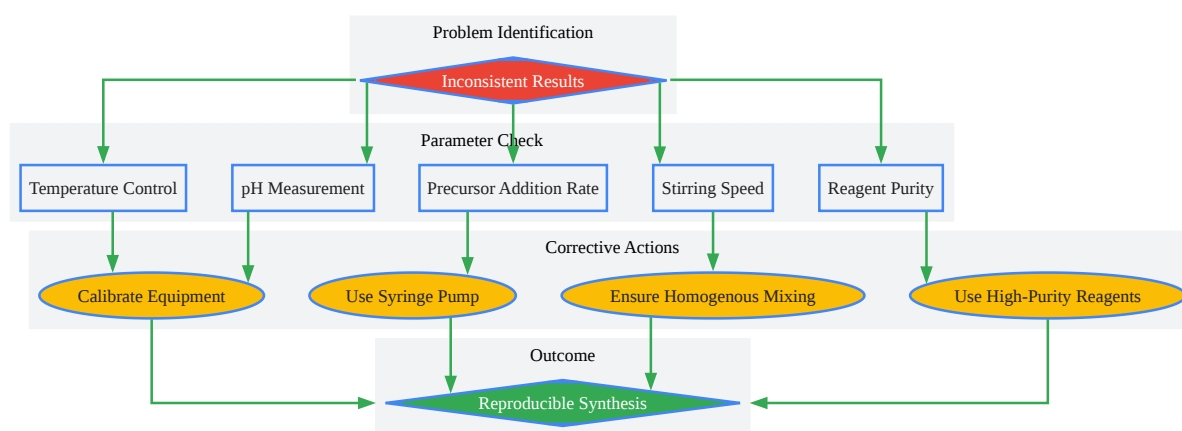 Problem Identification
Inconsistent Results
Parameter Check
Temperature Control
pH Measurement
Precursor Addition Rate
Stirring Speed
Reagent Purity
Corrective Actions
Calibrate Equipment
Use Syringe Pump
Ensure Homogenous Mixing
Use High-Purity Reagents
Outcome
Reproducible Synthesis